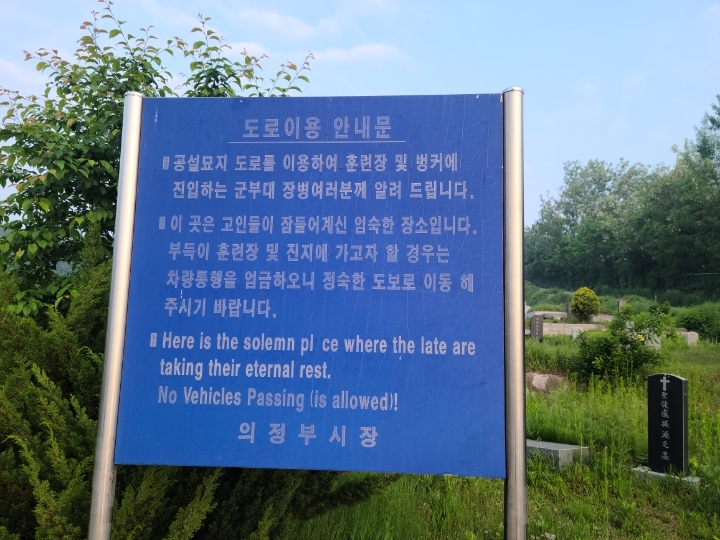 도로이용 안내문
공설묘지 도로를 이용하여 훈련장 및 벙커에
진입하는 군부대 장병여러분께 알려 드립니다.
이 곳은 고인들이 잠들어계신 엄숙한 장소입니다.
부득이 훈련장 및 진지에 가고자 할 경우는
차량통행을 엄금하오니 정숙한 도보로 이동 헤
주시기 바랍니다.
Here is the solemn pl ce where the late are
taking their eternal rest.
No Vehicles Passing (is allowed)!
의정부시장